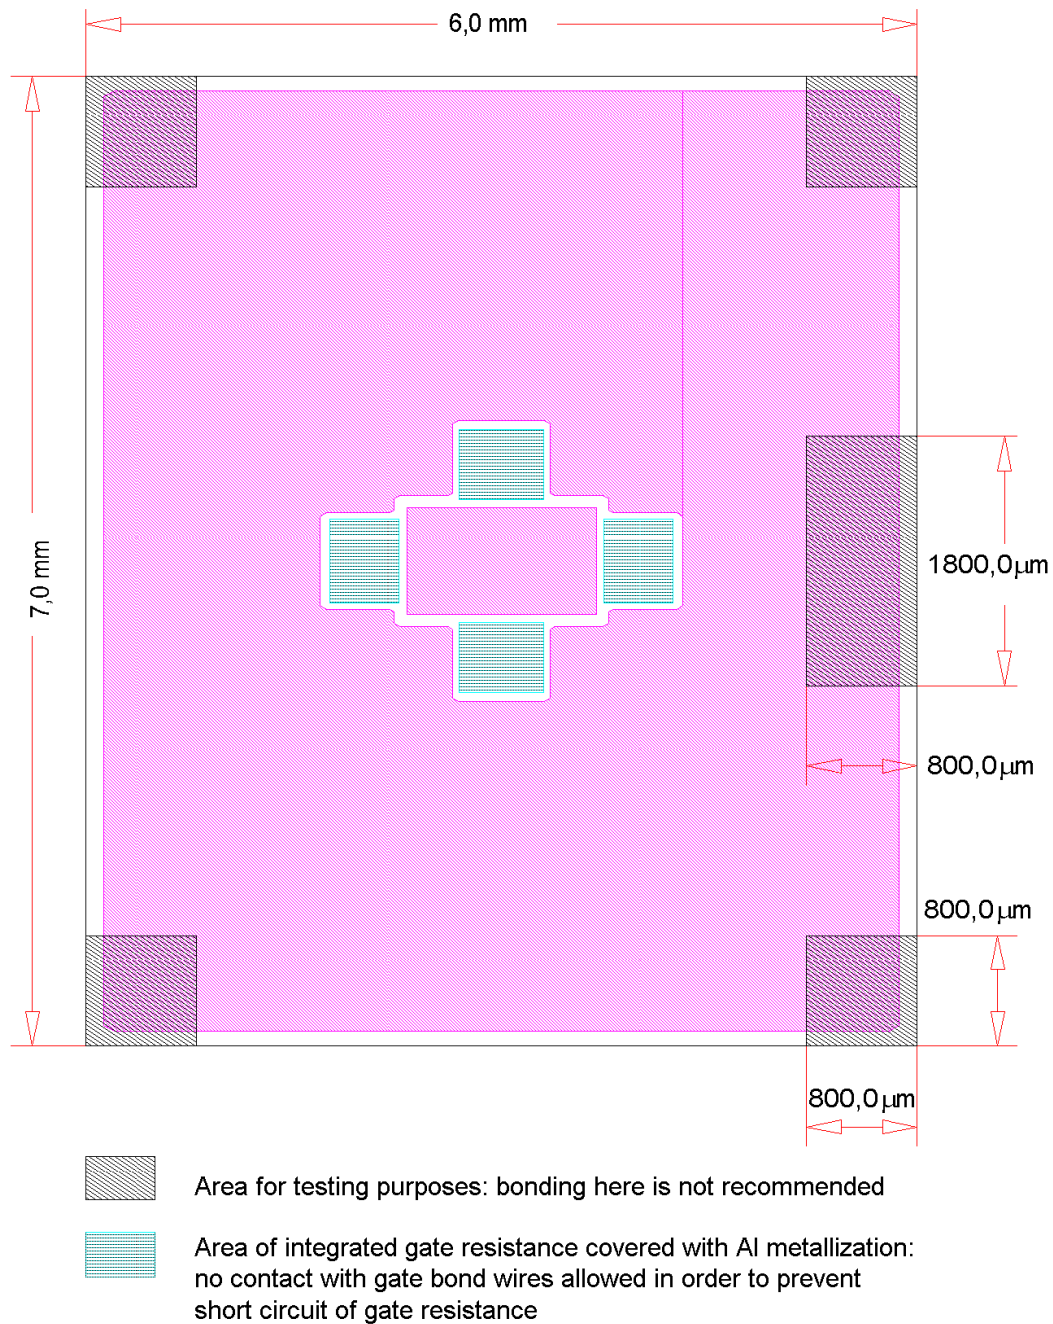 6,0 mm
7,0 mm
1800,0µm
800,0µm
800,0µm
800,0µm
Area for testing purposes: bonding here is not recommended
Area of integrated gate resistance covered with Al metallization:
no contact with gate bond wires allowed in order to prevent
short circuit of gate resistance